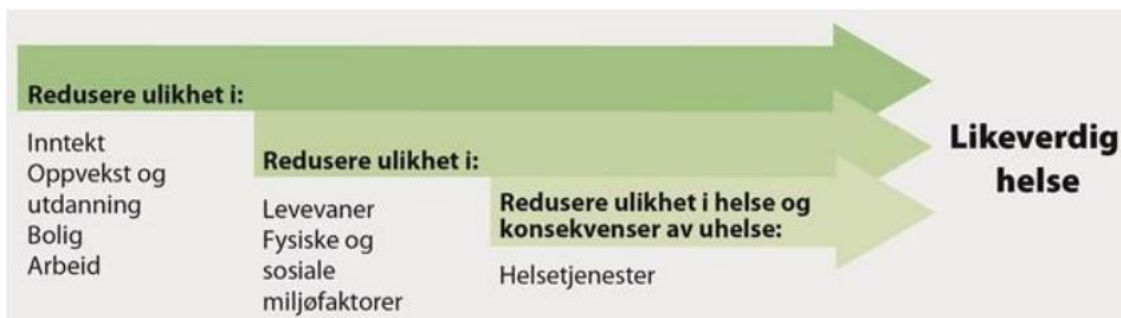 Redusere ulikhet i:
Inntekt
Oppvekst og
utdanning
Bolig
Arbeid
Redusere ulikhet i:
Levevaner
Fysiske og
sosiale
miljøfaktorer
Redusere ulikhet i helse og
konsekvenser av uhelse:
Helsetjenester
Likeverdig
helse